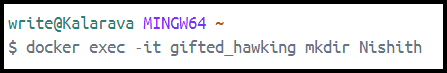 write@Kalarava MINGW64 ~
$ docker exec -it gifted_hawking mkdir Nishith